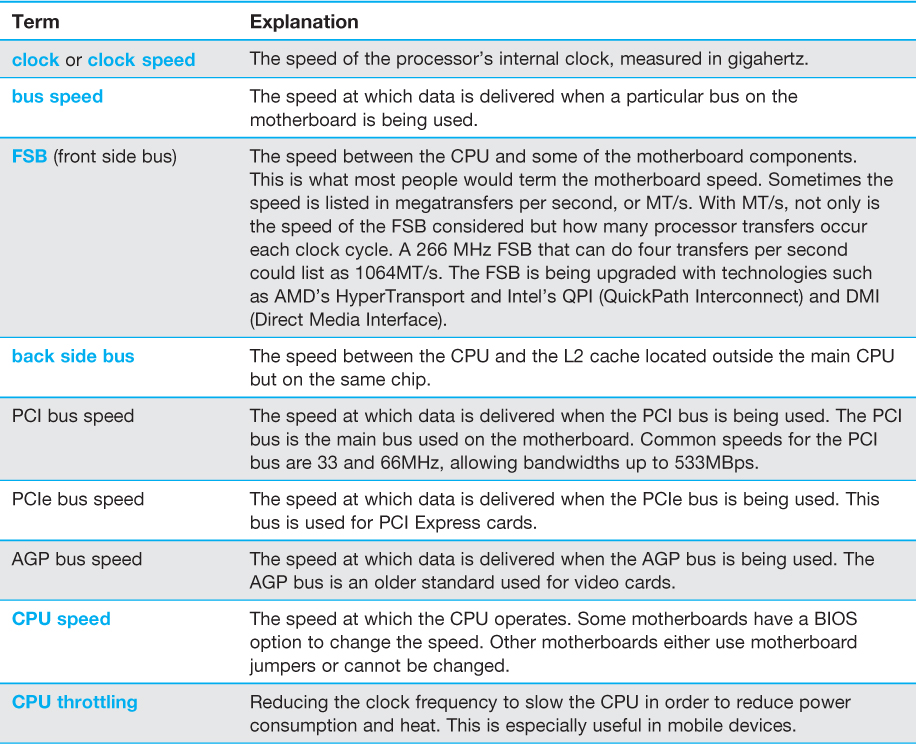 Term Explanation
clock or clock speed The speed of the processor's internal clock, measured in gigahertz.
bus speed The speed at which data is delivered when a particular bus on the
motherboard is being used.
FSB (front side bus) The speed between the CPU and some of the motherboard components.
This is what most people would term the motherboard speed. Sometimes the
speed is listed in megatransfers per second, or MT/s. With MT/s, not only is
the speed of the FSB considered but how many processor transfers occur
each clock cycle. A 266 MHz FSB that can do four transfers per second
could list as 1064MT/s. The FSB is being upgraded with technologies such
as AMD's HyperTransport and Intel's QPI (QuickPath Interconnect) and DMI
(Direct Media Interface).
back side bus The speed between the CPU and the L2 cache located outside the main CPU
but on the same chip.
PCI bus speed The speed at which data is delivered when the PCI bus is being used. The PCI
bus is the main bus used on the motherboard. Common speeds for the PCI
bus are 33 and 66MHz, allowing bandwidths up to 533MBps.
PCIe bus speed The speed at which data is delivered when the PCIe bus is being used. This
bus is used for PCI Express cards.
AGP bus speed The speed at which data is delivered when the AGP bus is being used. The
AGP bus is an older standard used for video cards.
CPU speed The speed at which the CPU operates. Some motherboards have a BIOS
option to change the speed. Other motherboards either use motherboard
jumpers or cannot be changed.
CPU throttling Reducing the clock frequency to slow the CPU in order to reduce power
consumption and heat. This is especially useful in mobile devices.